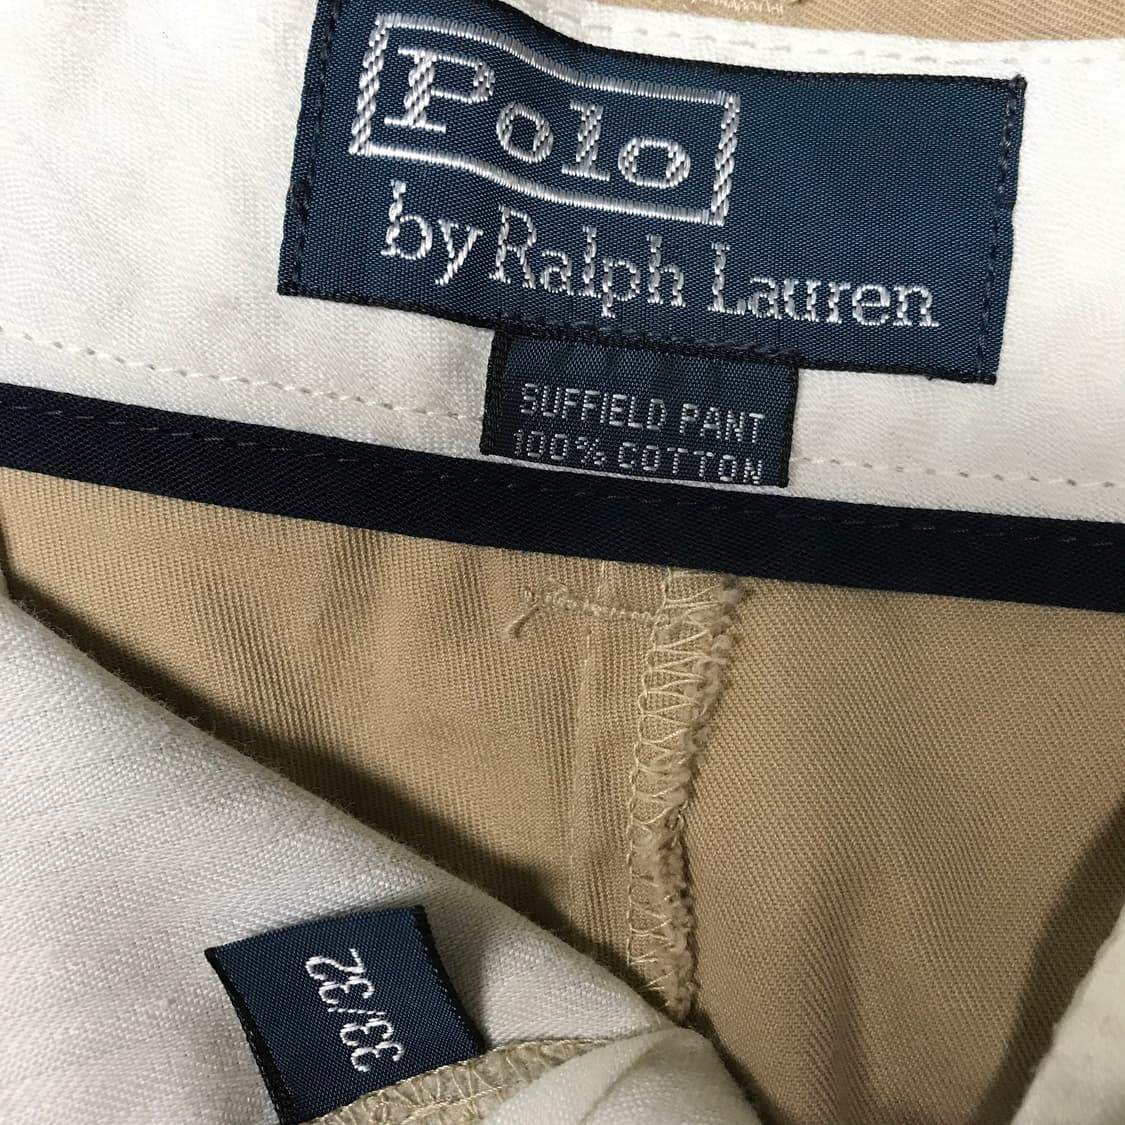 Polo
by Ralph Lauren
SUFFIELD PANT
100% COTTON
33/32